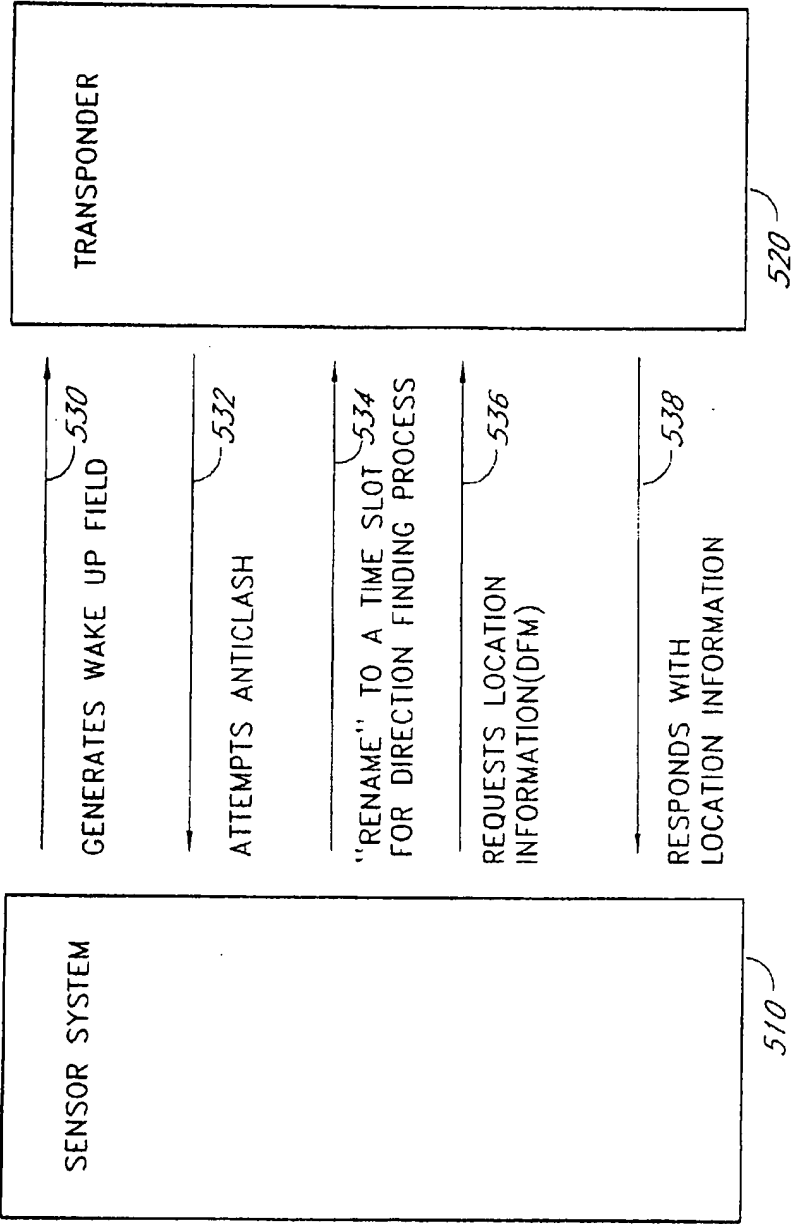 SENSOR SYSTEM
TRANSPONDER
530
GENERATES WAKE UP FIELD
532
ATTEMPTS ANTICLASH
534
"RENAME" TO A TIME SLOT
FOR DIRECTION FINDING PROCESS
536
REQUESTS LOCATION
INFORMATION(DFM)
538
RESPONDS WITH
LOCATION INFORMATION
510
520